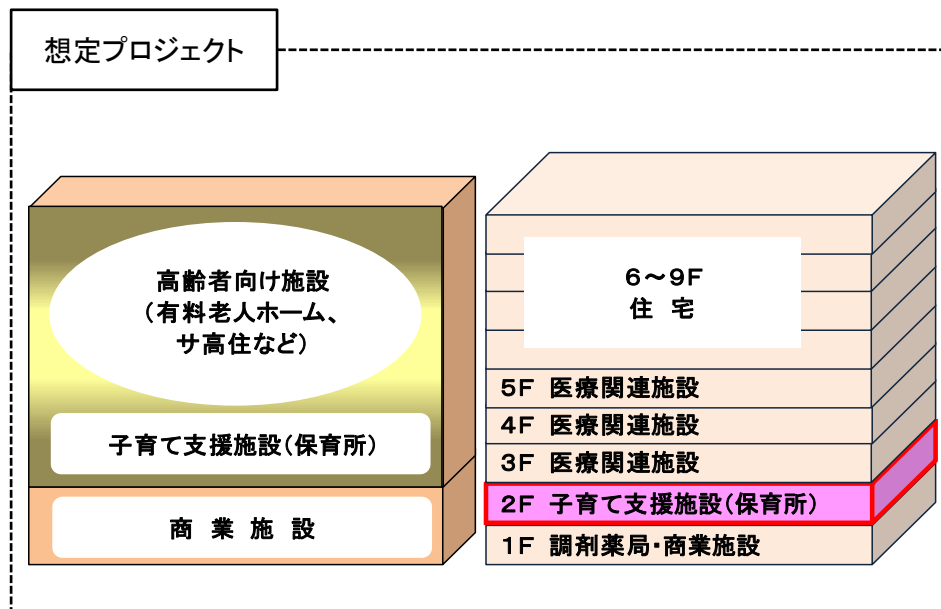 想定プロジェクト
高齢者向け施設
(有料老人ホーム、
サ高住など)
子育て支援施設(保育所)
商 業 施 設
6~9F
住 宅
5F 医療関連施設
4F 医療関連施設
3F 医療関連施設
2F 子育て支援施設(保育所)
1F 調剤薬局・商業施設